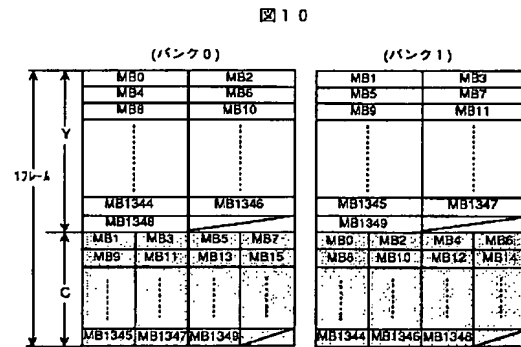 図10
(バンク0) (バンク1)
MB0 MB2 MB1 MB3
MB4 MB6 MB5 MB7
MB8 MB10 MB9 MB11
Y
1フレーム
MB1344 MB1346 MB1345 MB1347
MB1348 MB1349
MB1 MB3 MB5 MB7 MB0 MB2 MB4 MB6
MB9 MB11 MB13 MB15 MB8 MB10 MB12 MB14
C
MB1345 MB1347 MB1349 MB1344 MB1346 MB1348